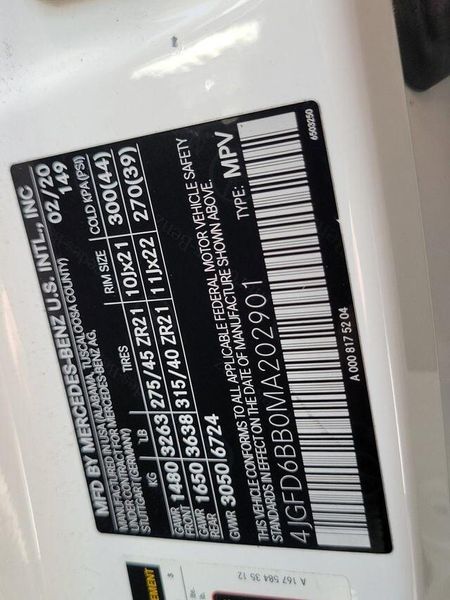 MFD BY MERCEDES-BENZ U.S. INTL., INC
MANUFACTURED IN USA (ALABAMA, TUSCALOOSA COUNTY)
UNDER CONTRACT FOR MERCEDES-BENZ AG,
STUTTGART (GERMANY)
02/'20
149
KG LB TIRES RIM SIZE COLD KPA(PSI)
GAWR FRONT 1480 3263 275/45 ZR21 10Jx21 300(44)
GAWR REAR 1650 3638 315/40 ZR21 11Jx22 270(39)
GVWR 3050 6724
THIS VEHICLE CONFORMS TO ALL APPLICABLE FEDERAL MOTOR VEHICLE SAFETY
STANDARDS IN EFFECT ON THE DATE OF MANUFACTURE SHOWN ABOVE.
4JGFD6BB0MA202901 TYPE: MPV
A 000 817 52 04
6503250
A 167 584 35 12